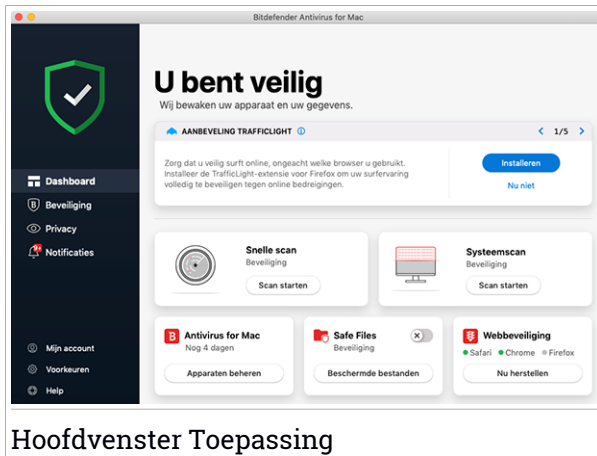 Bitdefender Antivirus for Mac
U bent veilig
Wij bewaken uw apparaat en uw gegevens.
AANBEVELING TRAFFICLIGHT
1/5
Zorg dat u veilig surft online, ongeacht welke browser u gebruikt.
Installeer de TrafficLight-extensie voor Firefox om uw surfervaring
volledig te beveiligen tegen online bedreigingen.
Installeren
Nu niet
Dashboard
Beveiliging
Privacy
9+
Notificaties
Snelle scan
Beveiliging
Scan starten
Systeemscan
Beveiliging
Scan starten
B Antivirus for Mac
Nog 4 dagen
Apparaten beheren
Safe Files
Beveiliging
Beschermde bestanden
Webbeveiliging
Safari Chrome Firefox
Nu herstellen
Mijn account
Voorkeuren
Help
Hoofdvenster Toepassing